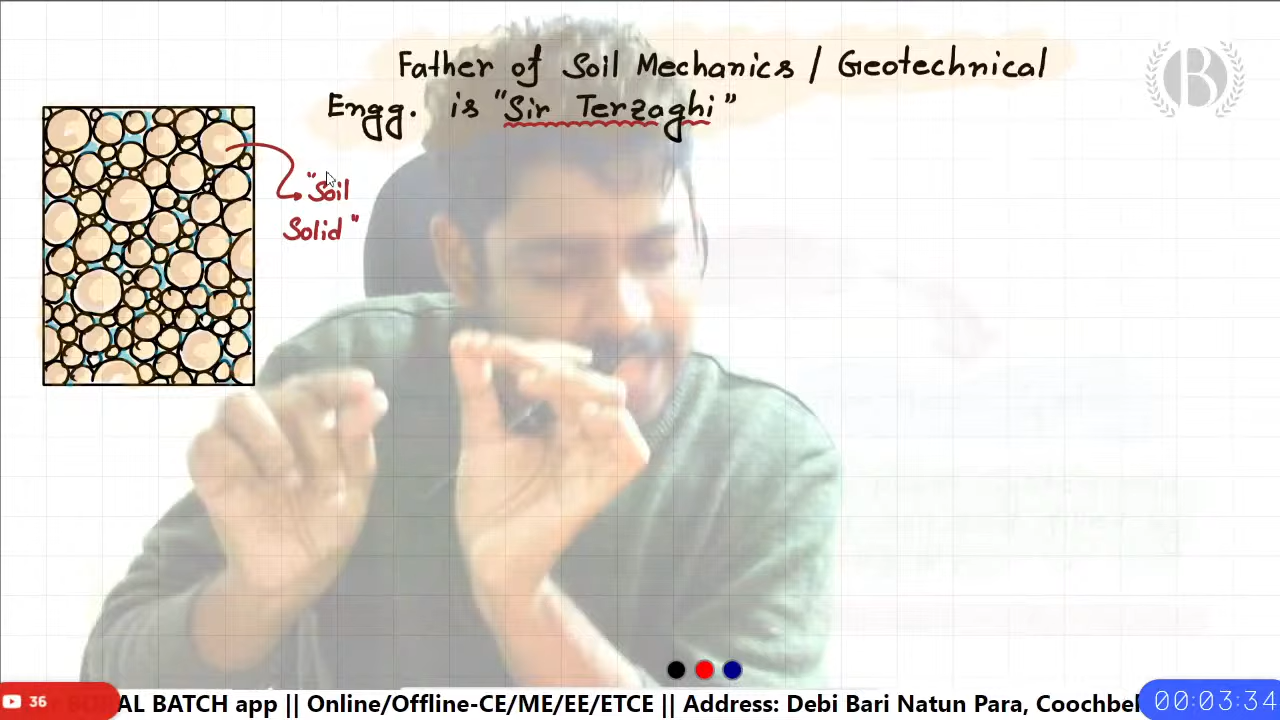 Father of Soil Mechanics / Geotechnical
Engg. is "Sir Terzaghi"
"Soil
Solid"
B
36
AL BATCH app || Online/Offline-CE/ME/EE/ETCE || Address: Debi Bari Natun Para, Coochbe
00:03:34